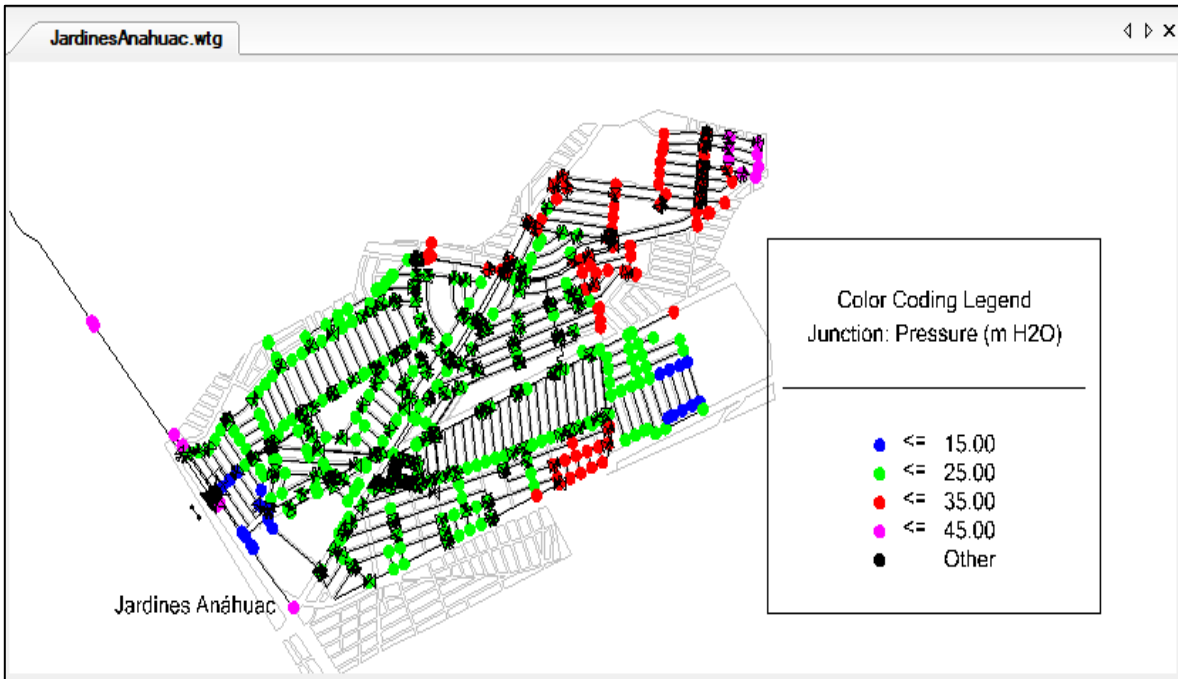 JardinesAnahuac.wtg
Color Coding Legend
Junction: Pressure (m H2O)
<= 15.00
<= 25.00
<= 35.00
<= 45.00
Other
Jardines Anáhuac